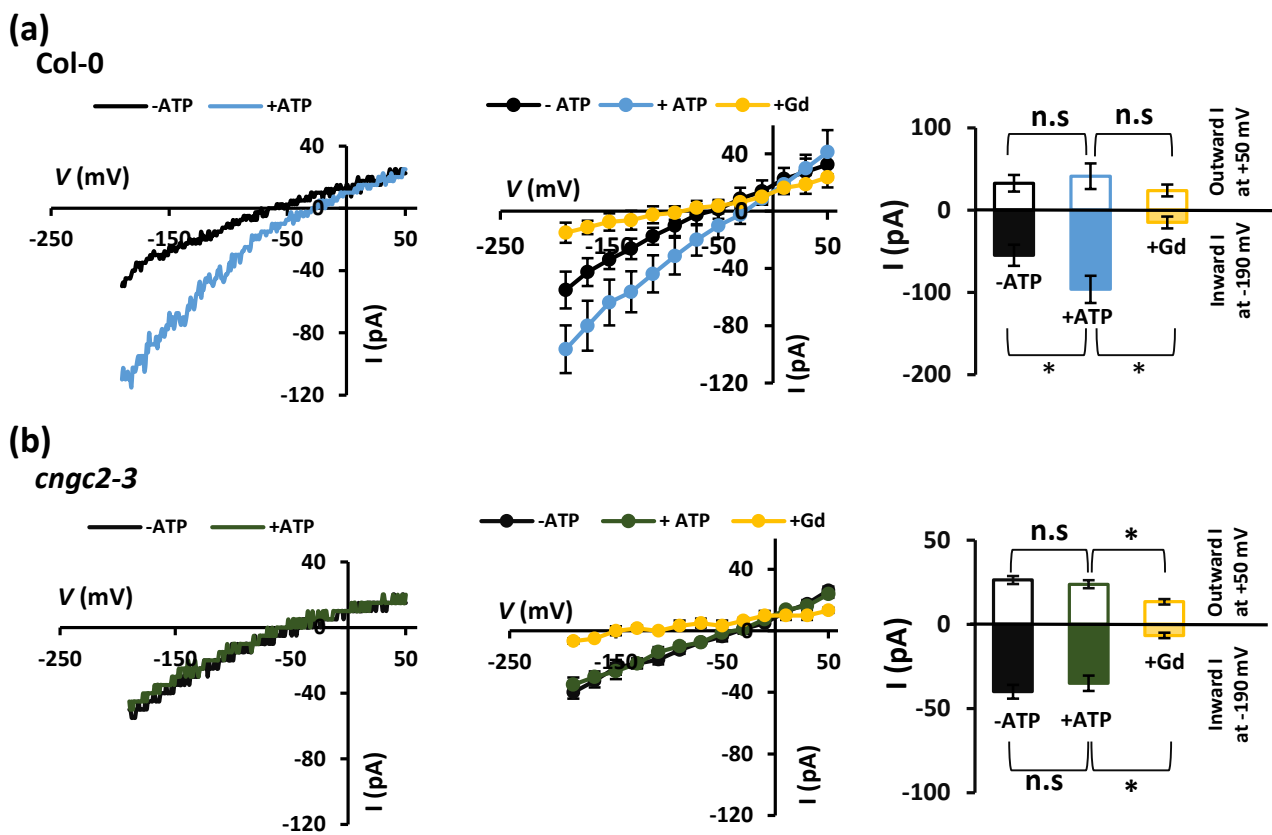 (a)
Col-0
-ATP +ATP
40
V (mV)
0
-250 -150 -50 50
-40
-80
-120
I (pA)
- ATP + ATP +Gd
40
V (mV)
0
-250 -150 -50 50
-40
-80
-120
I (pA)
n.s n.s
100
0
-100
-200
I (pA)
-ATP
+ATP
+Gd
* *
Outward I
at +50 mV
Inward I
at -190 mV
(b)
cngc2-3
-ATP +ATP
40
V (mV)
0
-250 -150 -50 50
-40
-80
-120
I (pA)
-ATP + ATP +Gd
40
V (mV)
0
-250 -150 -50 50
-40
-80
-120
I (pA)
n.s *
50
0
-50
-100
I (pA)
-ATP +ATP
+Gd
n.s *
Outward I
at +50 mV
Inward I
at -190 mV